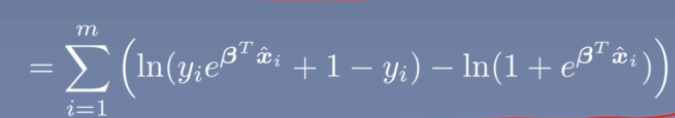 = \sum_{i=1}^{m} \left( \ln(y_i e^{\boldsymbol{\beta}^T \hat{\boldsymbol{x}}_i} + 1 - y_i) - \ln(1 + e^{\boldsymbol{\beta}^T \hat{\boldsymbol{x}}_i}) \right)